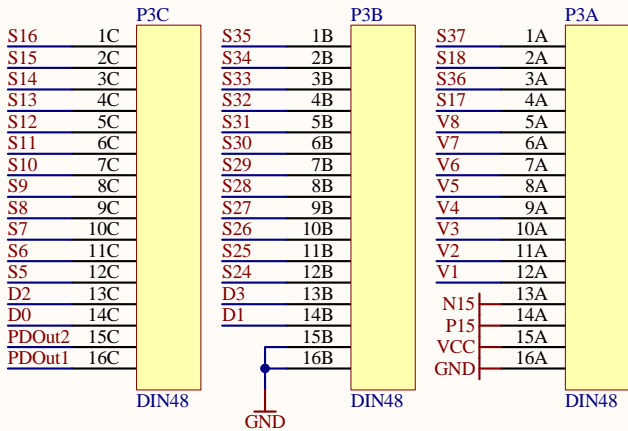 P3C P3B P3A
S16 1C S35 1B S37 1A
S15 2C S34 2B S18 2A
S14 3C S33 3B S36 3A
S13 4C S32 4B S17 4A
S12 5C S31 5B V8 5A
S11 6C S30 6B V7 6A
S10 7C S29 7B V6 7A
S9 8C S28 8B V5 8A
S8 9C S27 9B V4 9A
S7 10C S26 10B V3 10A
S6 11C S25 11B V2 11A
S5 12C S24 12B V1 12A
D2 13C D3 13B N15 13A
D0 14C D1 14B P15 14A
PDOut2 15C 15B VCC 15A
PDOut1 16C 16B GND 16A
DIN48 DIN48 DIN48
GND